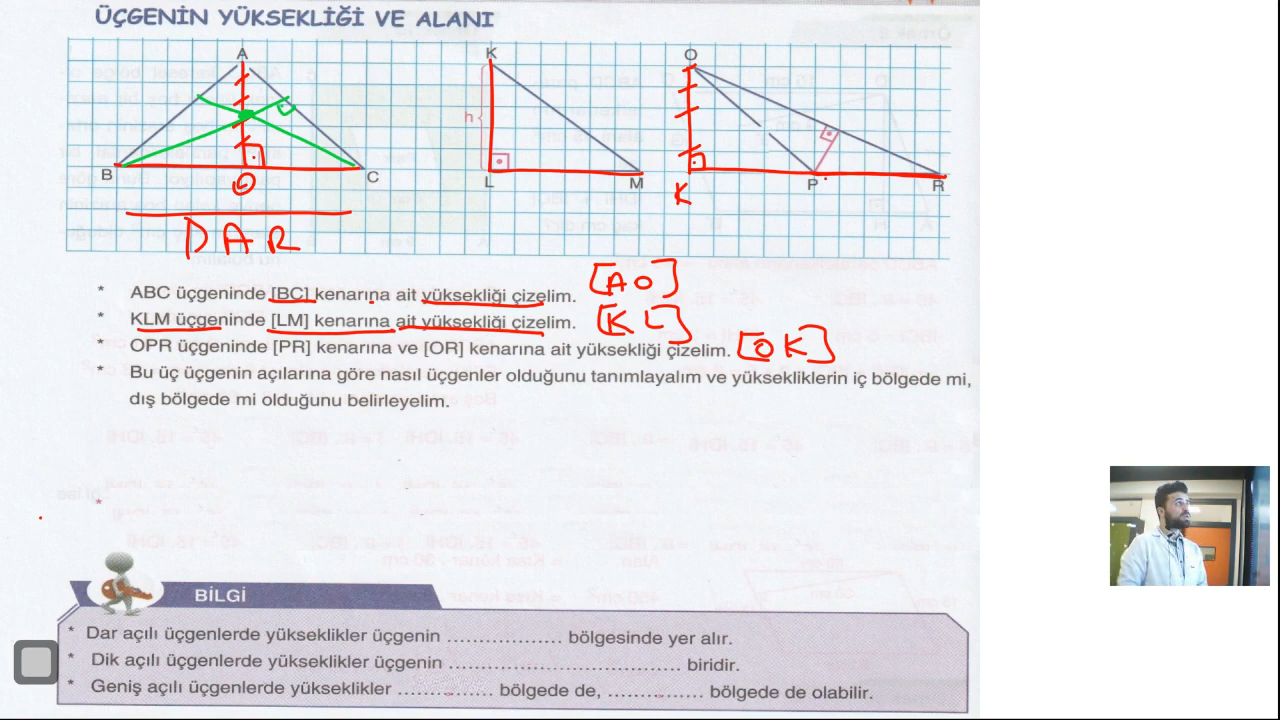 ÜÇGENİN YÜKSEKLİĞİ VE ALANI
A
K
O
h
B
O
C
L
M
K
P
R
DAR
* ABC üçgeninde [BC] kenarına ait yüksekliği çizelim. [AO]
* KLM üçgeninde [LM] kenarına ait yüksekliği çizelim. [KL]
* OPR üçgeninde [PR] kenarına ve [OR] kenarına ait yüksekliği çizelim. [OK]
* Bu üç üçgenin açılarına göre nasıl üçgenler olduğunu tanımlayalım ve yüksekliklerin iç bölgede mi,
dış bölgede mi olduğunu belirleyelim.
*
BİLGİ
* Dar açılı üçgenlerde yükseklikler üçgenin .................. bölgesinde yer alır.
* Dik açılı üçgenlerde yükseklikler üçgenin .................................... biridir.
* Geniş açılı üçgenlerde yükseklikler ............... bölgede de, ............... bölgede de olabilir.